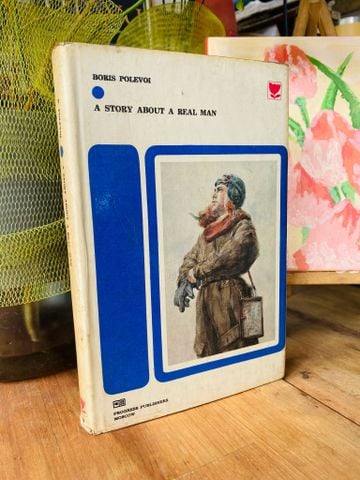 BORIS POLEVOI
A STORY ABOUT A REAL MAN
PROGRESS PUBLISHERS
MOSCOW